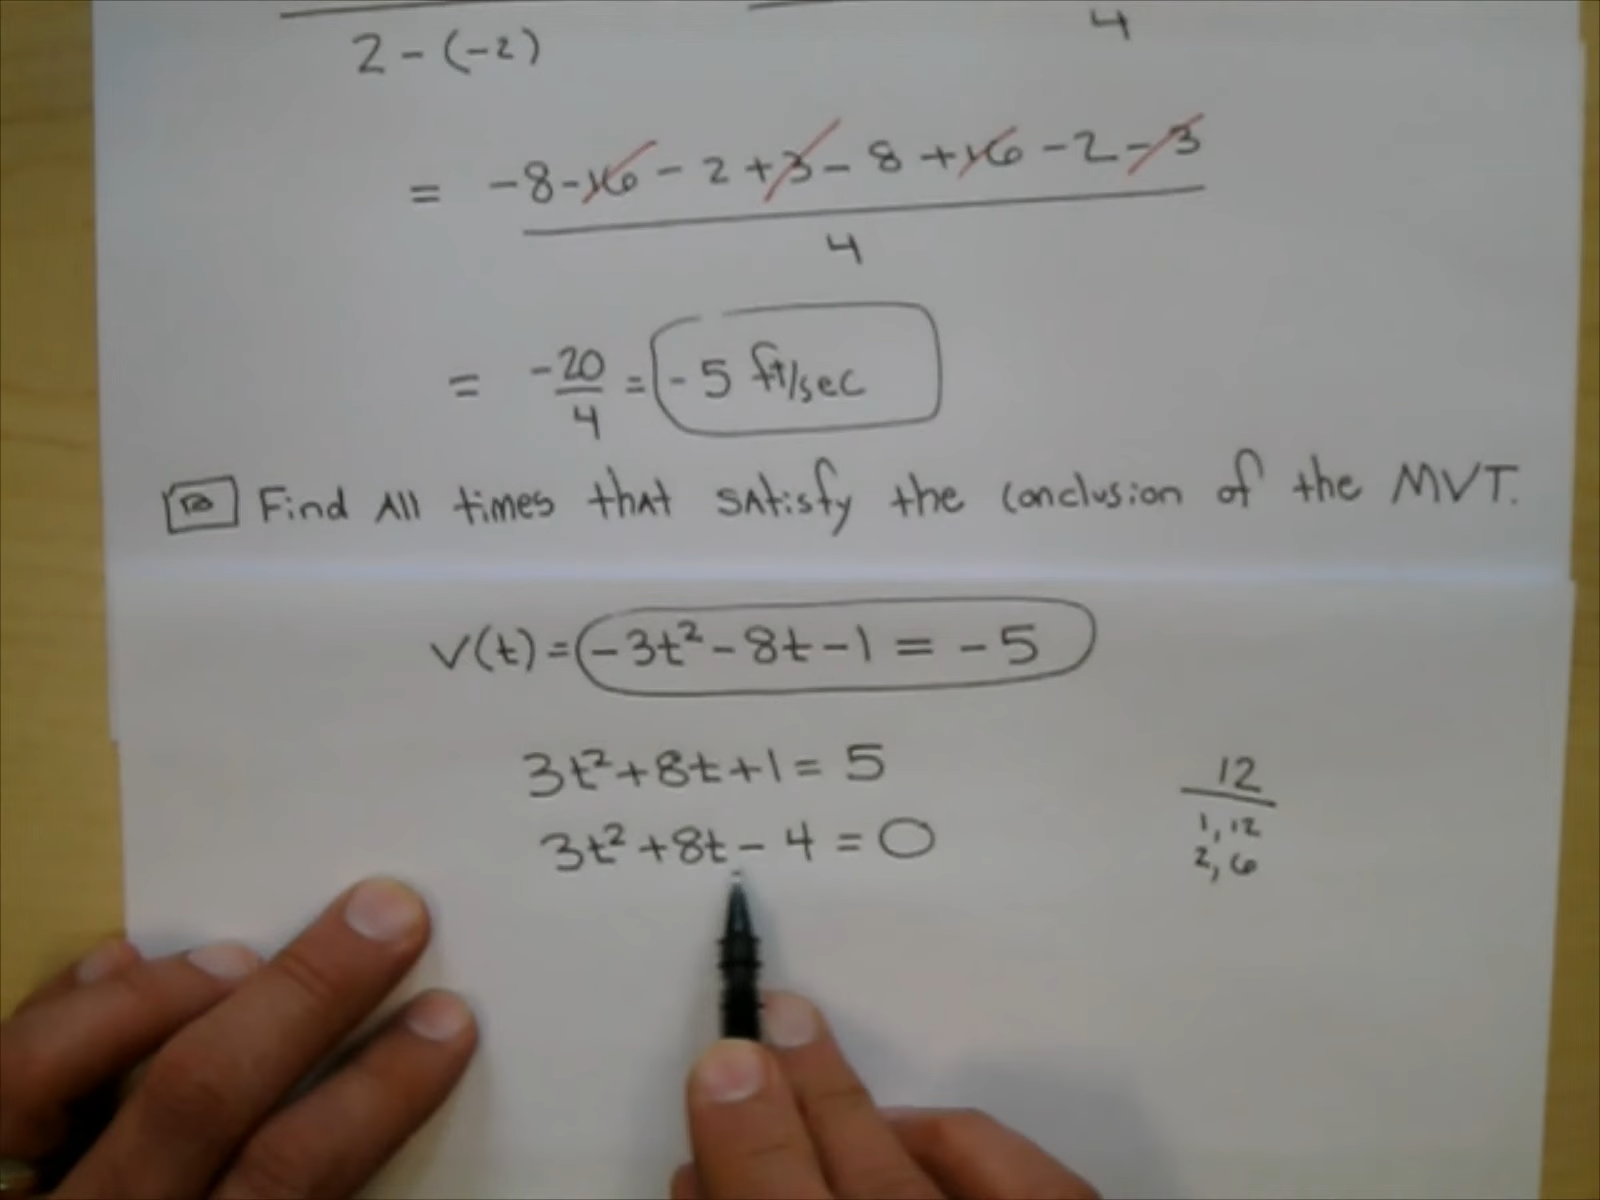 2 - (-2)
4
= -8-16-2+3-8+16-2-3
4
= -20/4 = -5 ft/sec
B Find All times that satisfy the conclusion of the MVT.
v(t) = -3t²-8t-1 = -5
3t²+8t+1 = 5
12
3t²+8t-4 = 0
1, 12
2, 6